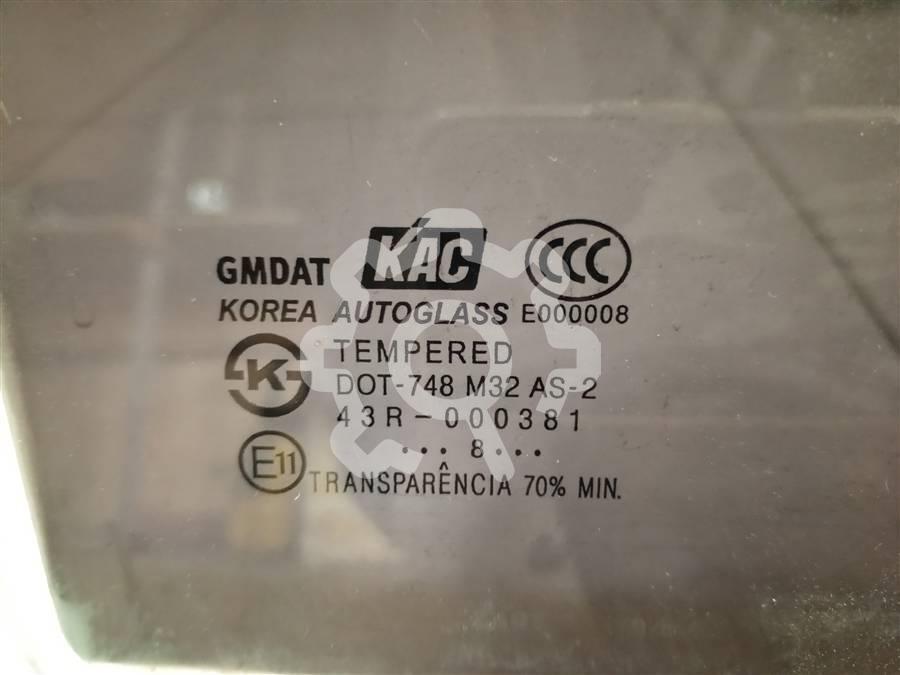 GMDAT KAC CCC
KOREA AUTOGLASS E000008
K TEMPERED
DOT-748 M32 AS-2
43R-000381
... 8 ...
E11
TRANSPARÊNCIA 70% MIN.